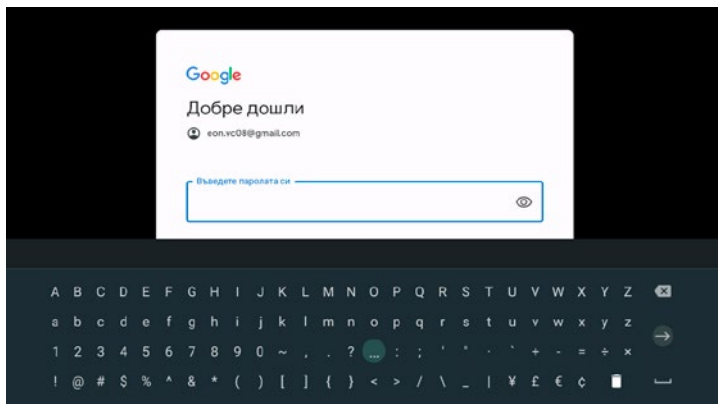 Google
Добре дошли
eon.vc08@gmail.com
Въведете паролата си
A B C D E F G H I J K L M N O P Q R S T U V W X Y Z
a b c d e f g h i j k l m n o p q r s t u v w x y z
1 2 3 4 5 6 7 8 9 0 ~ , . ? ... : ; ' " · ` + - = ÷ ×
! @ # $ % ^ & * ( ) [ ] { } < > / \ _ | ¥ £ € ¢